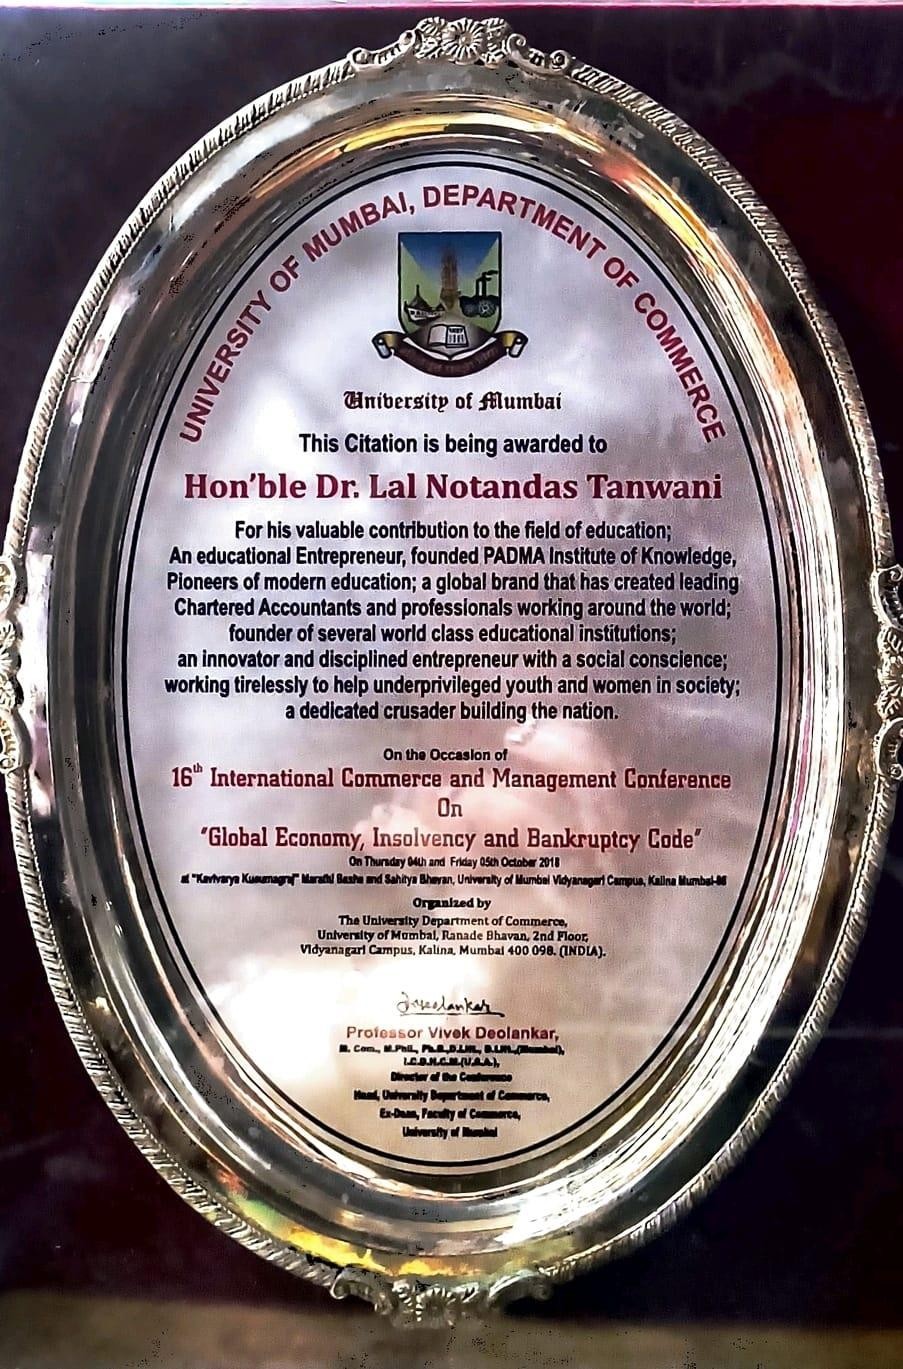 UNIVERSITY OF MUMBAI, DEPARTMENT OF COMMERCE
University of Mumbai
This Citation is being awarded to
Hon'ble Dr. Lal Notandas Tanwani
For his valuable contribution to the field of education;
An educational Entrepreneur, founded PADMA Institute of Knowledge,
Pioneers of modern education; a global brand that has created leading
Chartered Accountants and professionals working around the world;
founder of several world class educational institutions;
an innovator and disciplined entrepreneur with a social conscience;
working tirelessly to help underprivileged youth and women in society;
a dedicated crusader building the nation.
On the Occasion of
16th International Commerce and Management Conference
On
"Global Economy, Insolvency and Bankruptcy Code"
On Thursday 04th and Friday 05th October 2018
at "Kavivarya Kusumagraj" Marathi and Sahitya Bhavan, University of Mumbai Vidyanagari Campus, Kalina Mumbai-98
Organized by
The University Department of Commerce,
University of Mumbai, Ranade Bhavan, 2nd Floor,
Vidyanagari Campus, Kalina, Mumbai 400 098. (INDIA).
Deolankar
Professor Vivek Deolankar,
M. Com., M.Phil., Ph.D., (Mumbai),
Director of the Conference
Head, University Department of Commerce,
Ex-Dean, Faculty of Commerce,
University of Mumbai